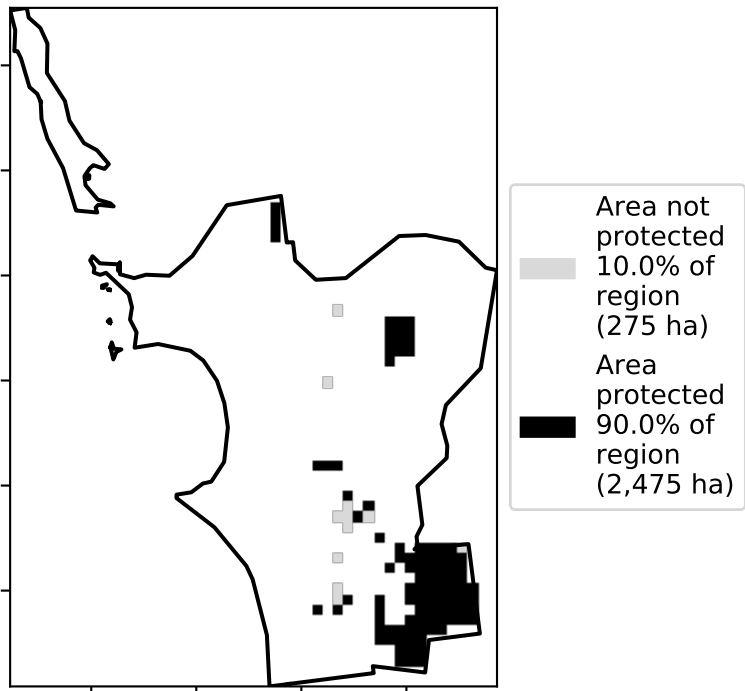 Area not
protected
10.0% of
region
(275 ha)
Area
protected
90.0% of
region
(2,475 ha)